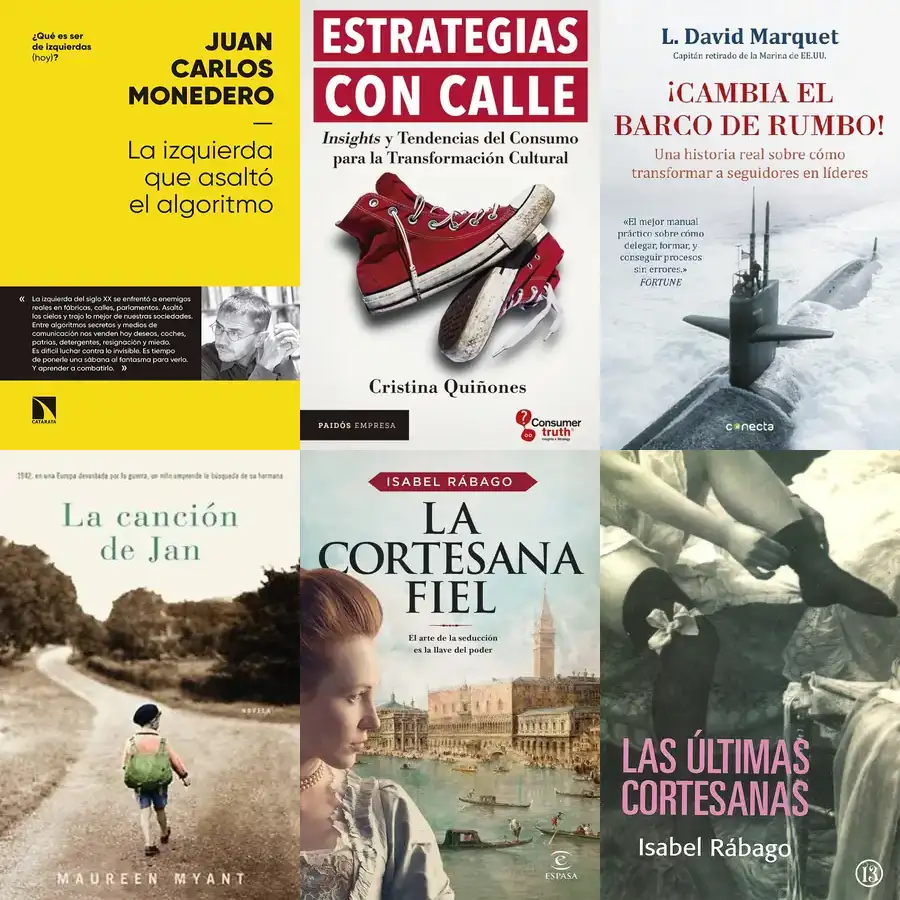 ¿Qué es ser
de izquierdas
(hoy)?
JUAN
CARLOS
MONEDERO
La izquierda
que asaltó
el algoritmo
« La izquierda del siglo XX se enfrentó a enemigos
reales en fábricas, calles, parlamentos. Asaltó
los cielos y trajo lo mejor de nuestras sociedades.
Entre algoritmos secretos y medios de
comunicación nos venden hoy deseos, coches,
patrias, detergentes, resignación y miedo.
Es difícil luchar contra lo invisible. Es tiempo
de ponerle una sábana al fantasma para verlo.
Y aprender a combatirlo. »
CATARATA
ESTRATEGIAS
CON CALLE
Insights y Tendencias del Consumo
para la Transformación Cultural
Cristina Quiñones
PAIDÓS EMPRESA
Consumer
truth
Insights & Strategy
L. David Marquet
Capitán retirado de la Marina de EE.UU.
¡CAMBIA EL
BARCO DE RUMBO!
Una historia real sobre cómo
transformar a seguidores en líderes
«El mejor manual
práctico sobre cómo
delegar, formar, y
conseguir procesos
sin errores.»
FORTUNE
conecta
1942, en una Europa devastada por la guerra, un niño emprende la búsqueda de su hermana
La canción
de Jan
NOVELA
MAUREEN MYANT
ISABEL RÁBAGO
LA
CORTESANA
FIEL
El arte de la seducción
es la llave del poder
e
ESPASA
LAS ÚLTIMAS
CORTESANAS
Isabel Rábago
13